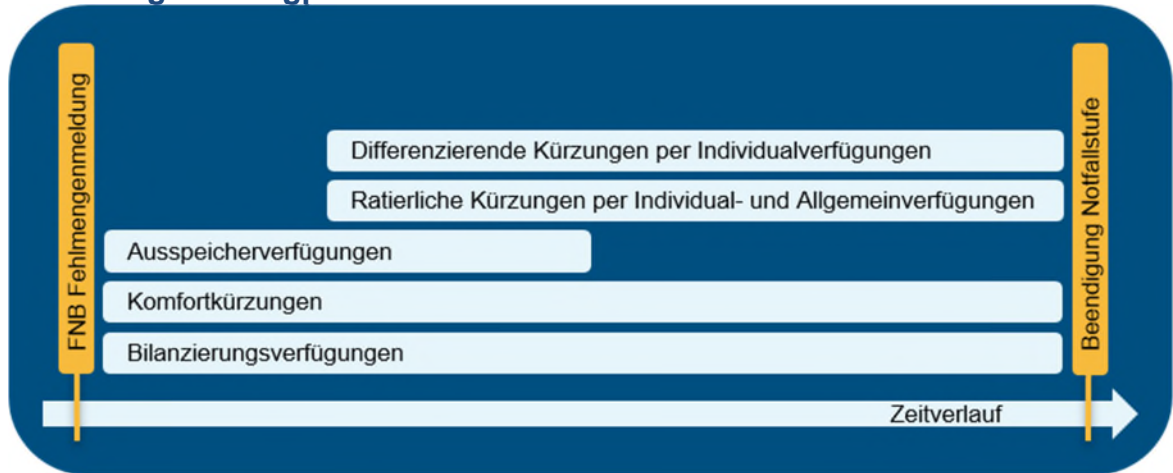 FNB Fehlmengenmeldung
Differenzierende Kürzungen per Individualverfügungen
Ratierliche Kürzungen per Individual- und Allgemeinverfügungen
Ausspeicherverfügungen
Komfortkürzungen
Bilanzierungsverfügungen
Beendigung Notfallstufe
Zeitverlauf